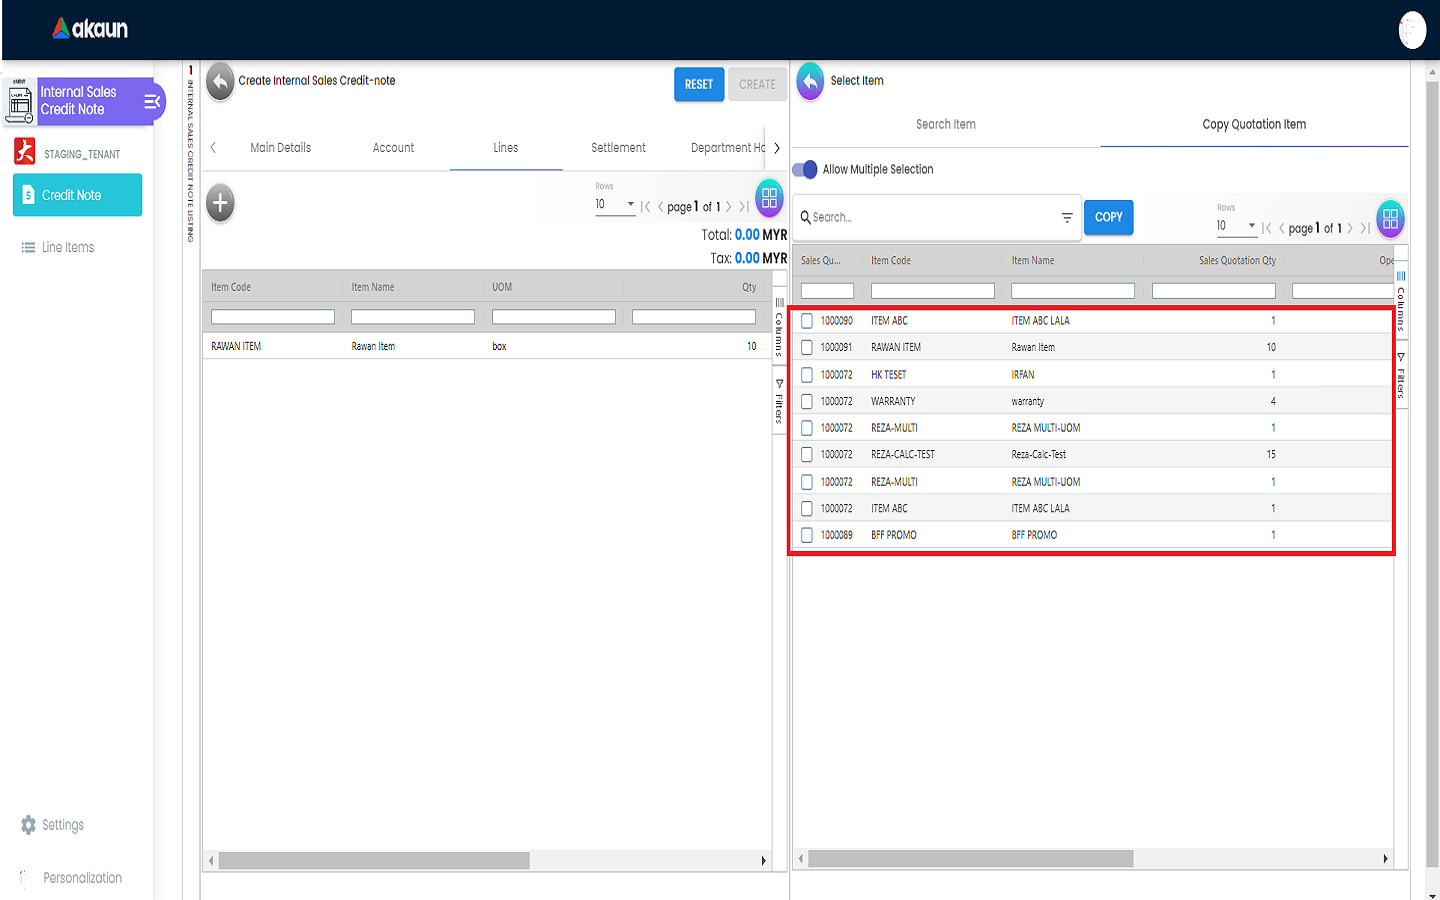 akaun
Internal Sales
Credit Note
STAGING_TENANT
Credit Note
Line Items
Settings
Personalization
1 INTERNAL SALES CREDIT NOTE LISTING
Create Internal Sales Credit-note
RESET
CREATE
Main Details
Account
Lines
Settlement
Department Ho
Rows
10
page 1 of 1
Total: 0.00 MYR
Tax: 0.00 MYR
Item Code Item Name UOM Qty
RAWAN ITEM Rawan Item box 10
Columns
Filters
Select Item
Search Item
Copy Quotation Item
Allow Multiple Selection
Search...
COPY
Rows
10
page 1 of 1
Sales Qu... Item Code Item Name Sales Quotation Qty Ope
1000090 ITEM ABC ITEM ABC LALA 1
1000091 RAWAN ITEM Rawan Item 10
1000072 HK TESET IRFAN 1
1000072 WARRANTY warranty 4
1000072 REZA-MULTI REZA MULTI-UOM 1
1000072 REZA-CALC-TEST Reza-Calc-Test 15
1000072 REZA-MULTI REZA MULTI-UOM 1
1000072 ITEM ABC ITEM ABC LALA 1
1000089 BFF PROMO BFF PROMO 1
Columns
Filters